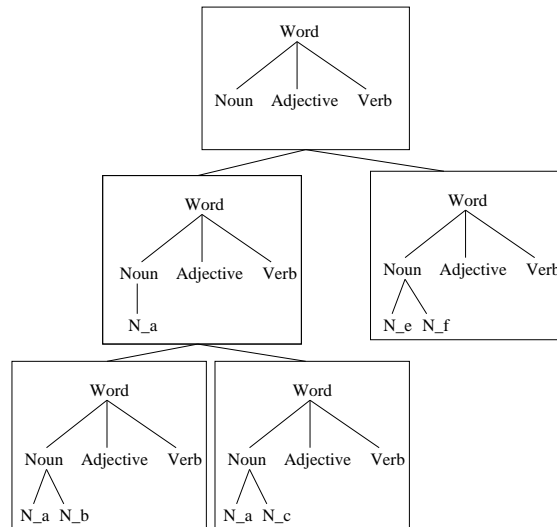 Word
Noun Adjective Verb
Word
Noun Adjective Verb
N_a
Word
Noun Adjective Verb
N_e N_f
Word
Noun Adjective Verb
N_a N_b
Word
Noun Adjective Verb
N_a N_c